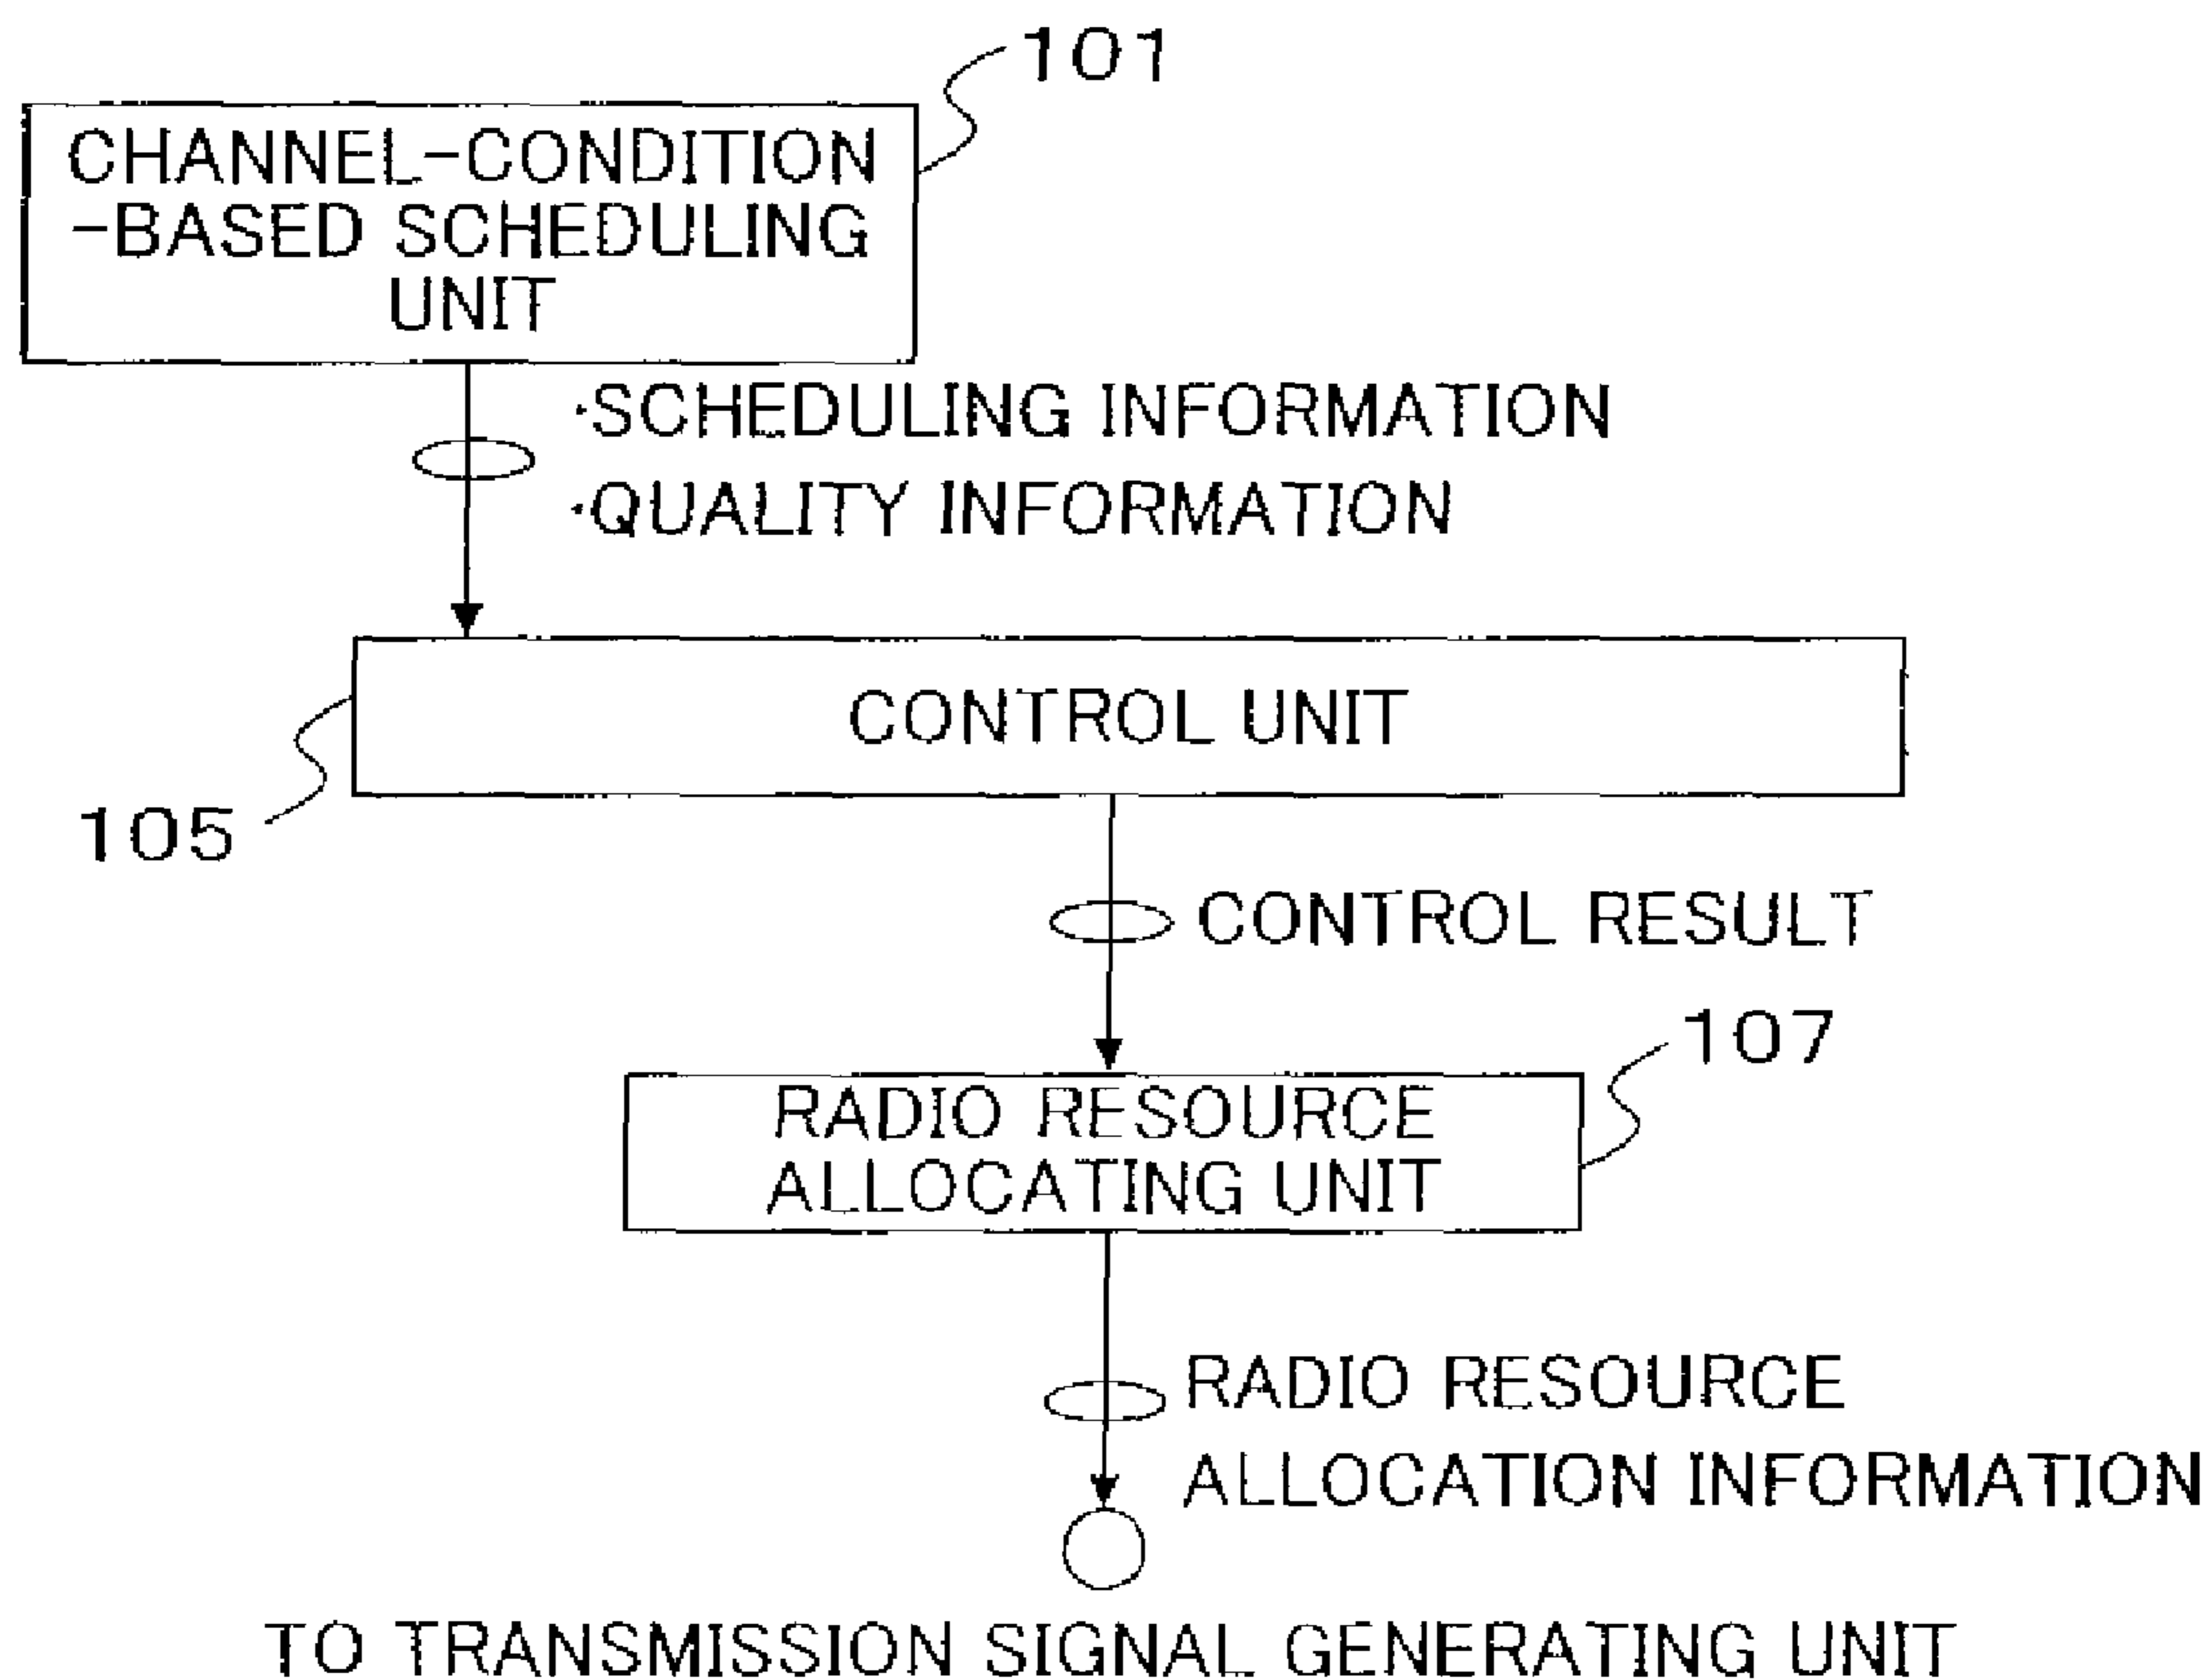 101
CHANNEL-CONDITION
-BASED SCHEDULING
UNIT
·SCHEDULING INFORMATION
·QUALITY INFORMATION
CONTROL UNIT
105
CONTROL RESULT
107
RADIO RESOURCE
ALLOCATING UNIT
RADIO RESOURCE
ALLOCATION INFORMATION
TO TRANSMISSION SIGNAL GENERATING UNIT